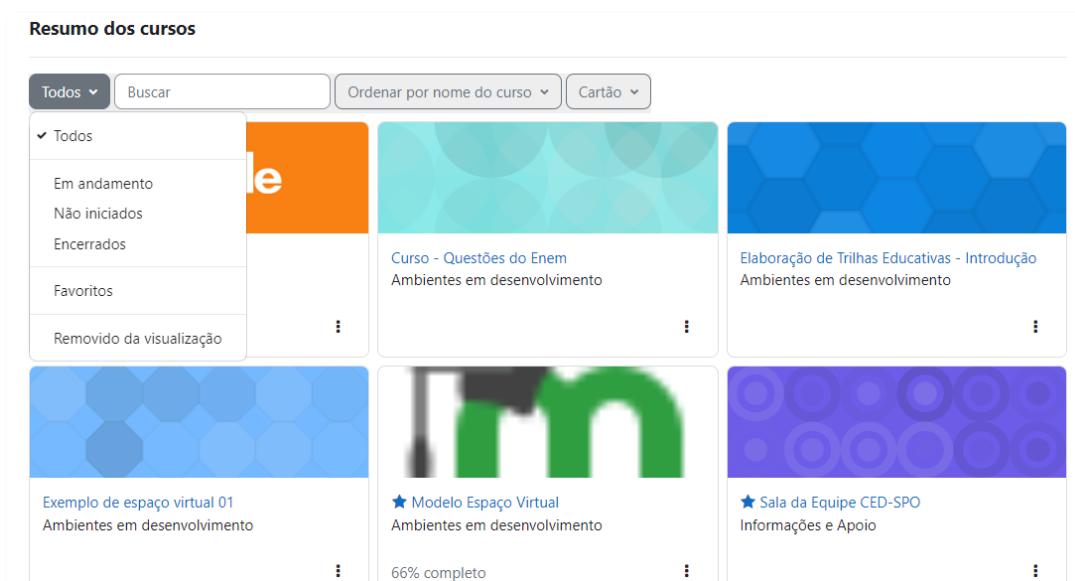 Resumo dos cursos
Todos
Buscar
Ordenar por nome do curso
Cartão
Todos
Em andamento
Não iniciados
Encerrados
Favoritos
Removido da visualização
le
Curso - Questões do Enem
Ambientes em desenvolvimento
Elaboração de Trilhas Educativas - Introdução
Ambientes em desenvolvimento
Exemplo de espaço virtual 01
Ambientes em desenvolvimento
m
Modelo Espaço Virtual
Ambientes em desenvolvimento
66% completo
Sala da Equipe CED-SPO
Informações e Apoio